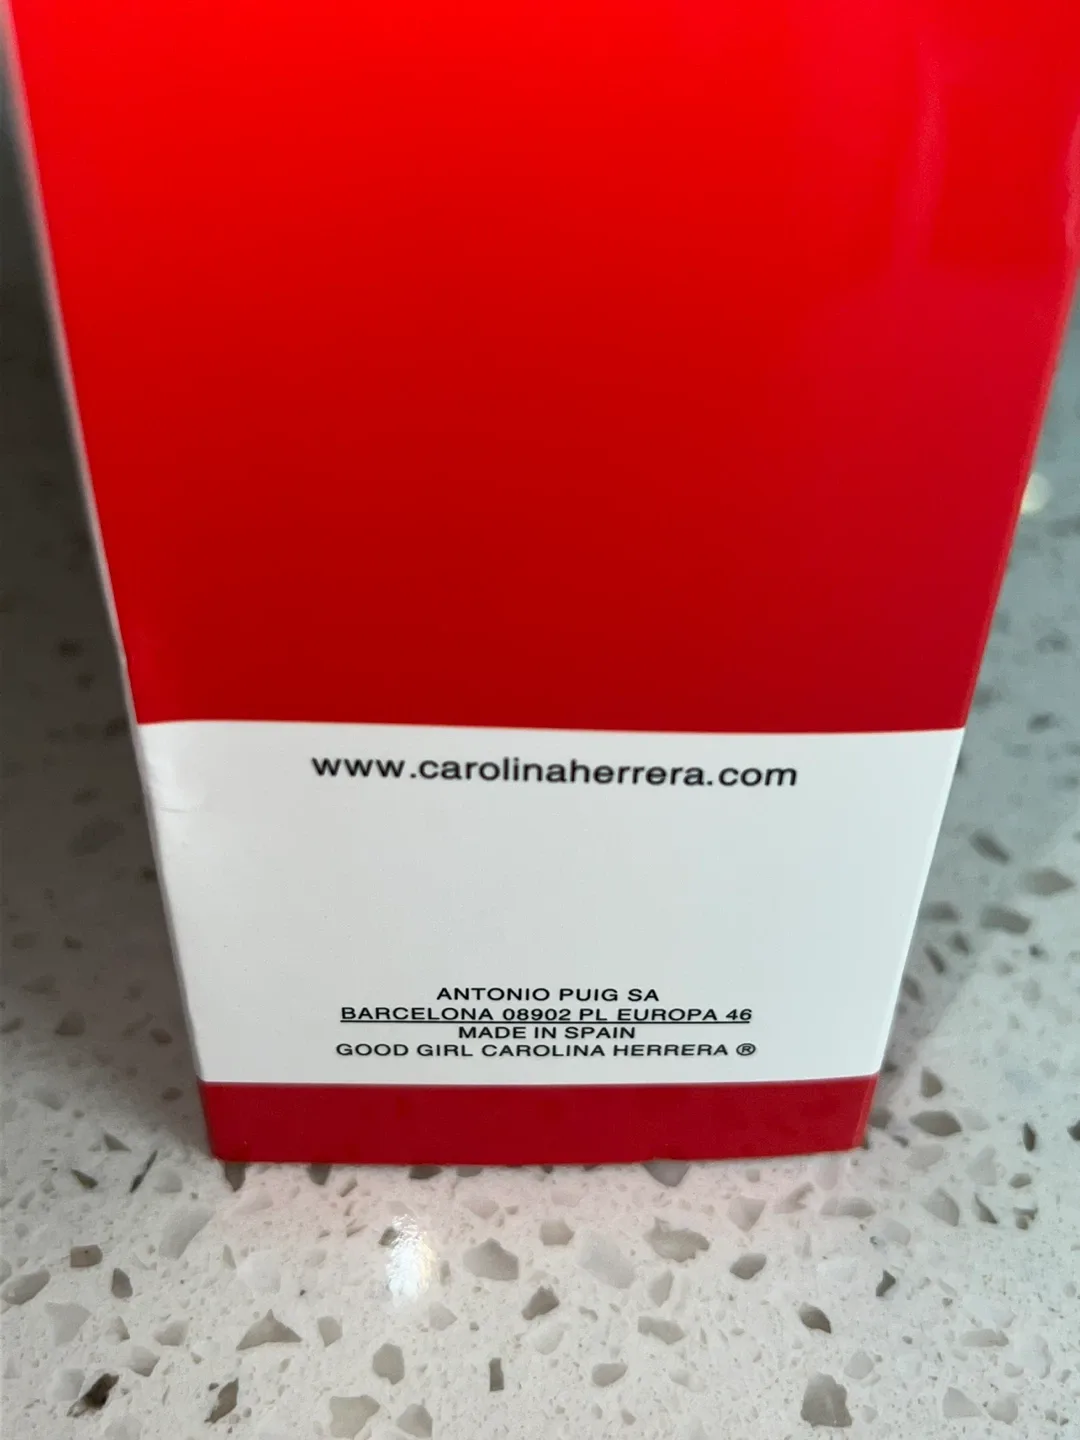 www.carolinaherrera.com
ANTONIO PUIG SA
BARCELONA 08902 PL EUROPA 46
MADE IN SPAIN
GOOD GIRL CAROLINA HERRERA ®